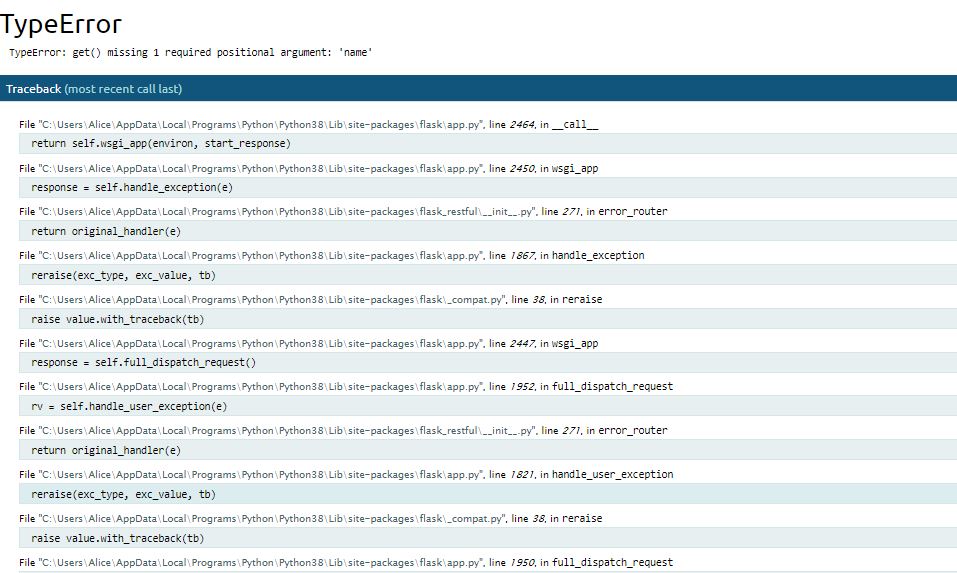 TypeError
TypeError: get() missing 1 required positional argument: 'name'
Traceback (most recent call last)
File "C:\Users\Alice\AppData\Local\Programs\Python\Python38\Lib\site-packages\flask\app.py", line 2464, in __call__
return self.wsgi_app(environ, start_response)
File "C:\Users\Alice\AppData\Local\Programs\Python\Python38\Lib\site-packages\flask\app.py", line 2450, in wsgi_app
response = self.handle_exception(e)
File "C:\Users\Alice\AppData\Local\Programs\Python\Python38\Lib\site-packages\flask_restful\__init__.py", line 271, in error_router
return original_handler(e)
File "C:\Users\Alice\AppData\Local\Programs\Python\Python38\Lib\site-packages\flask\app.py", line 1867, in handle_exception
reraise(exc_type, exc_value, tb)
File "C:\Users\Alice\AppData\Local\Programs\Python\Python38\Lib\site-packages\flask\_compat.py", line 38, in reraise
raise value.with_traceback(tb)
File "C:\Users\Alice\AppData\Local\Programs\Python\Python38\Lib\site-packages\flask\app.py", line 2447, in wsgi_app
response = self.full_dispatch_request()
File "C:\Users\Alice\AppData\Local\Programs\Python\Python38\Lib\site-packages\flask\app.py", line 1952, in full_dispatch_request
rv = self.handle_user_exception(e)
File "C:\Users\Alice\AppData\Local\Programs\Python\Python38\Lib\site-packages\flask_restful\__init__.py", line 271, in error_router
return original_handler(e)
File "C:\Users\Alice\AppData\Local\Programs\Python\Python38\Lib\site-packages\flask\app.py", line 1821, in handle_user_exception
reraise(exc_type, exc_value, tb)
File "C:\Users\Alice\AppData\Local\Programs\Python\Python38\Lib\site-packages\flask\_compat.py", line 38, in reraise
raise value.with_traceback(tb)
File "C:\Users\Alice\AppData\Local\Programs\Python\Python38\Lib\site-packages\flask\app.py", line 1950, in full_dispatch_request